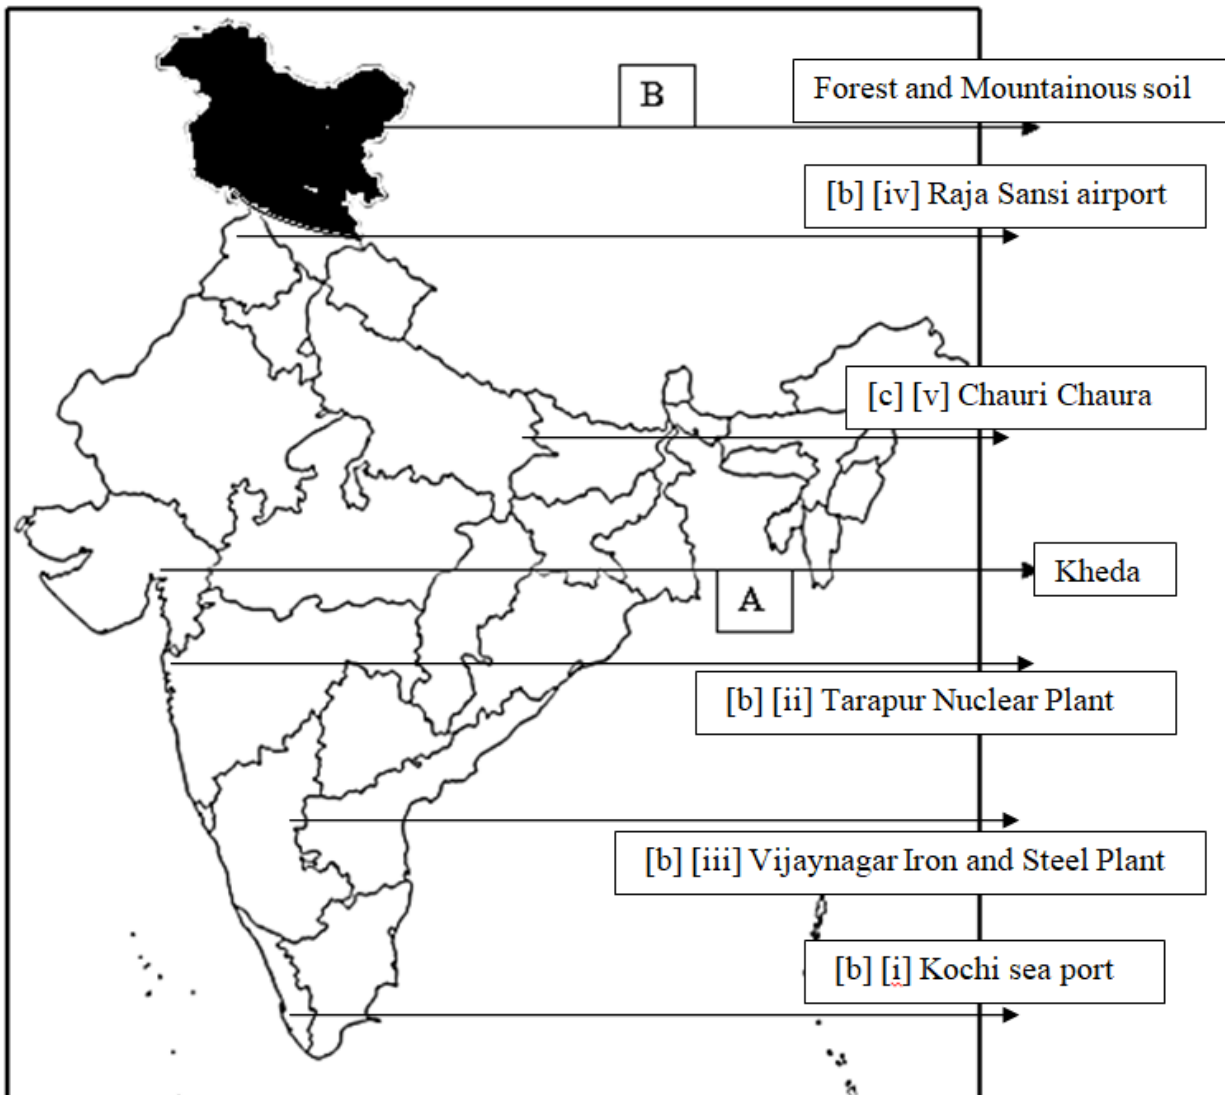 B
Forest and Mountainous soil
[b] [iv] Raja Sansi airport
[c] [v] Chauri Chaura
Kheda
A
[b] [ii] Tarapur Nuclear Plant
[b] [iii] Vijaynagar Iron and Steel Plant
[b] [i] Kochi sea port